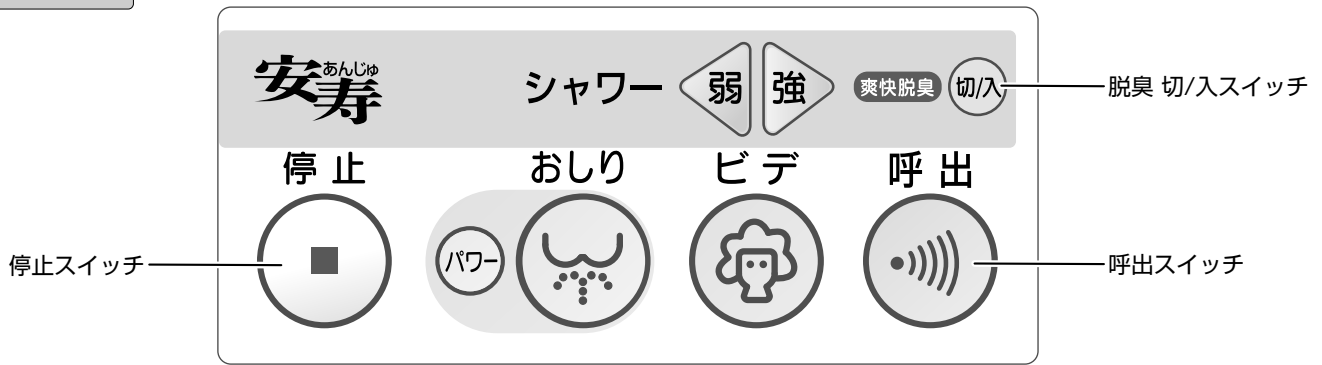 安寿
あんじゅ
シャワー 弱 強 爽快脱臭 切/入
脱臭 切/入スイッチ
停止 おしり ビデ 呼出
パワー
停止スイッチ
呼出スイッチ